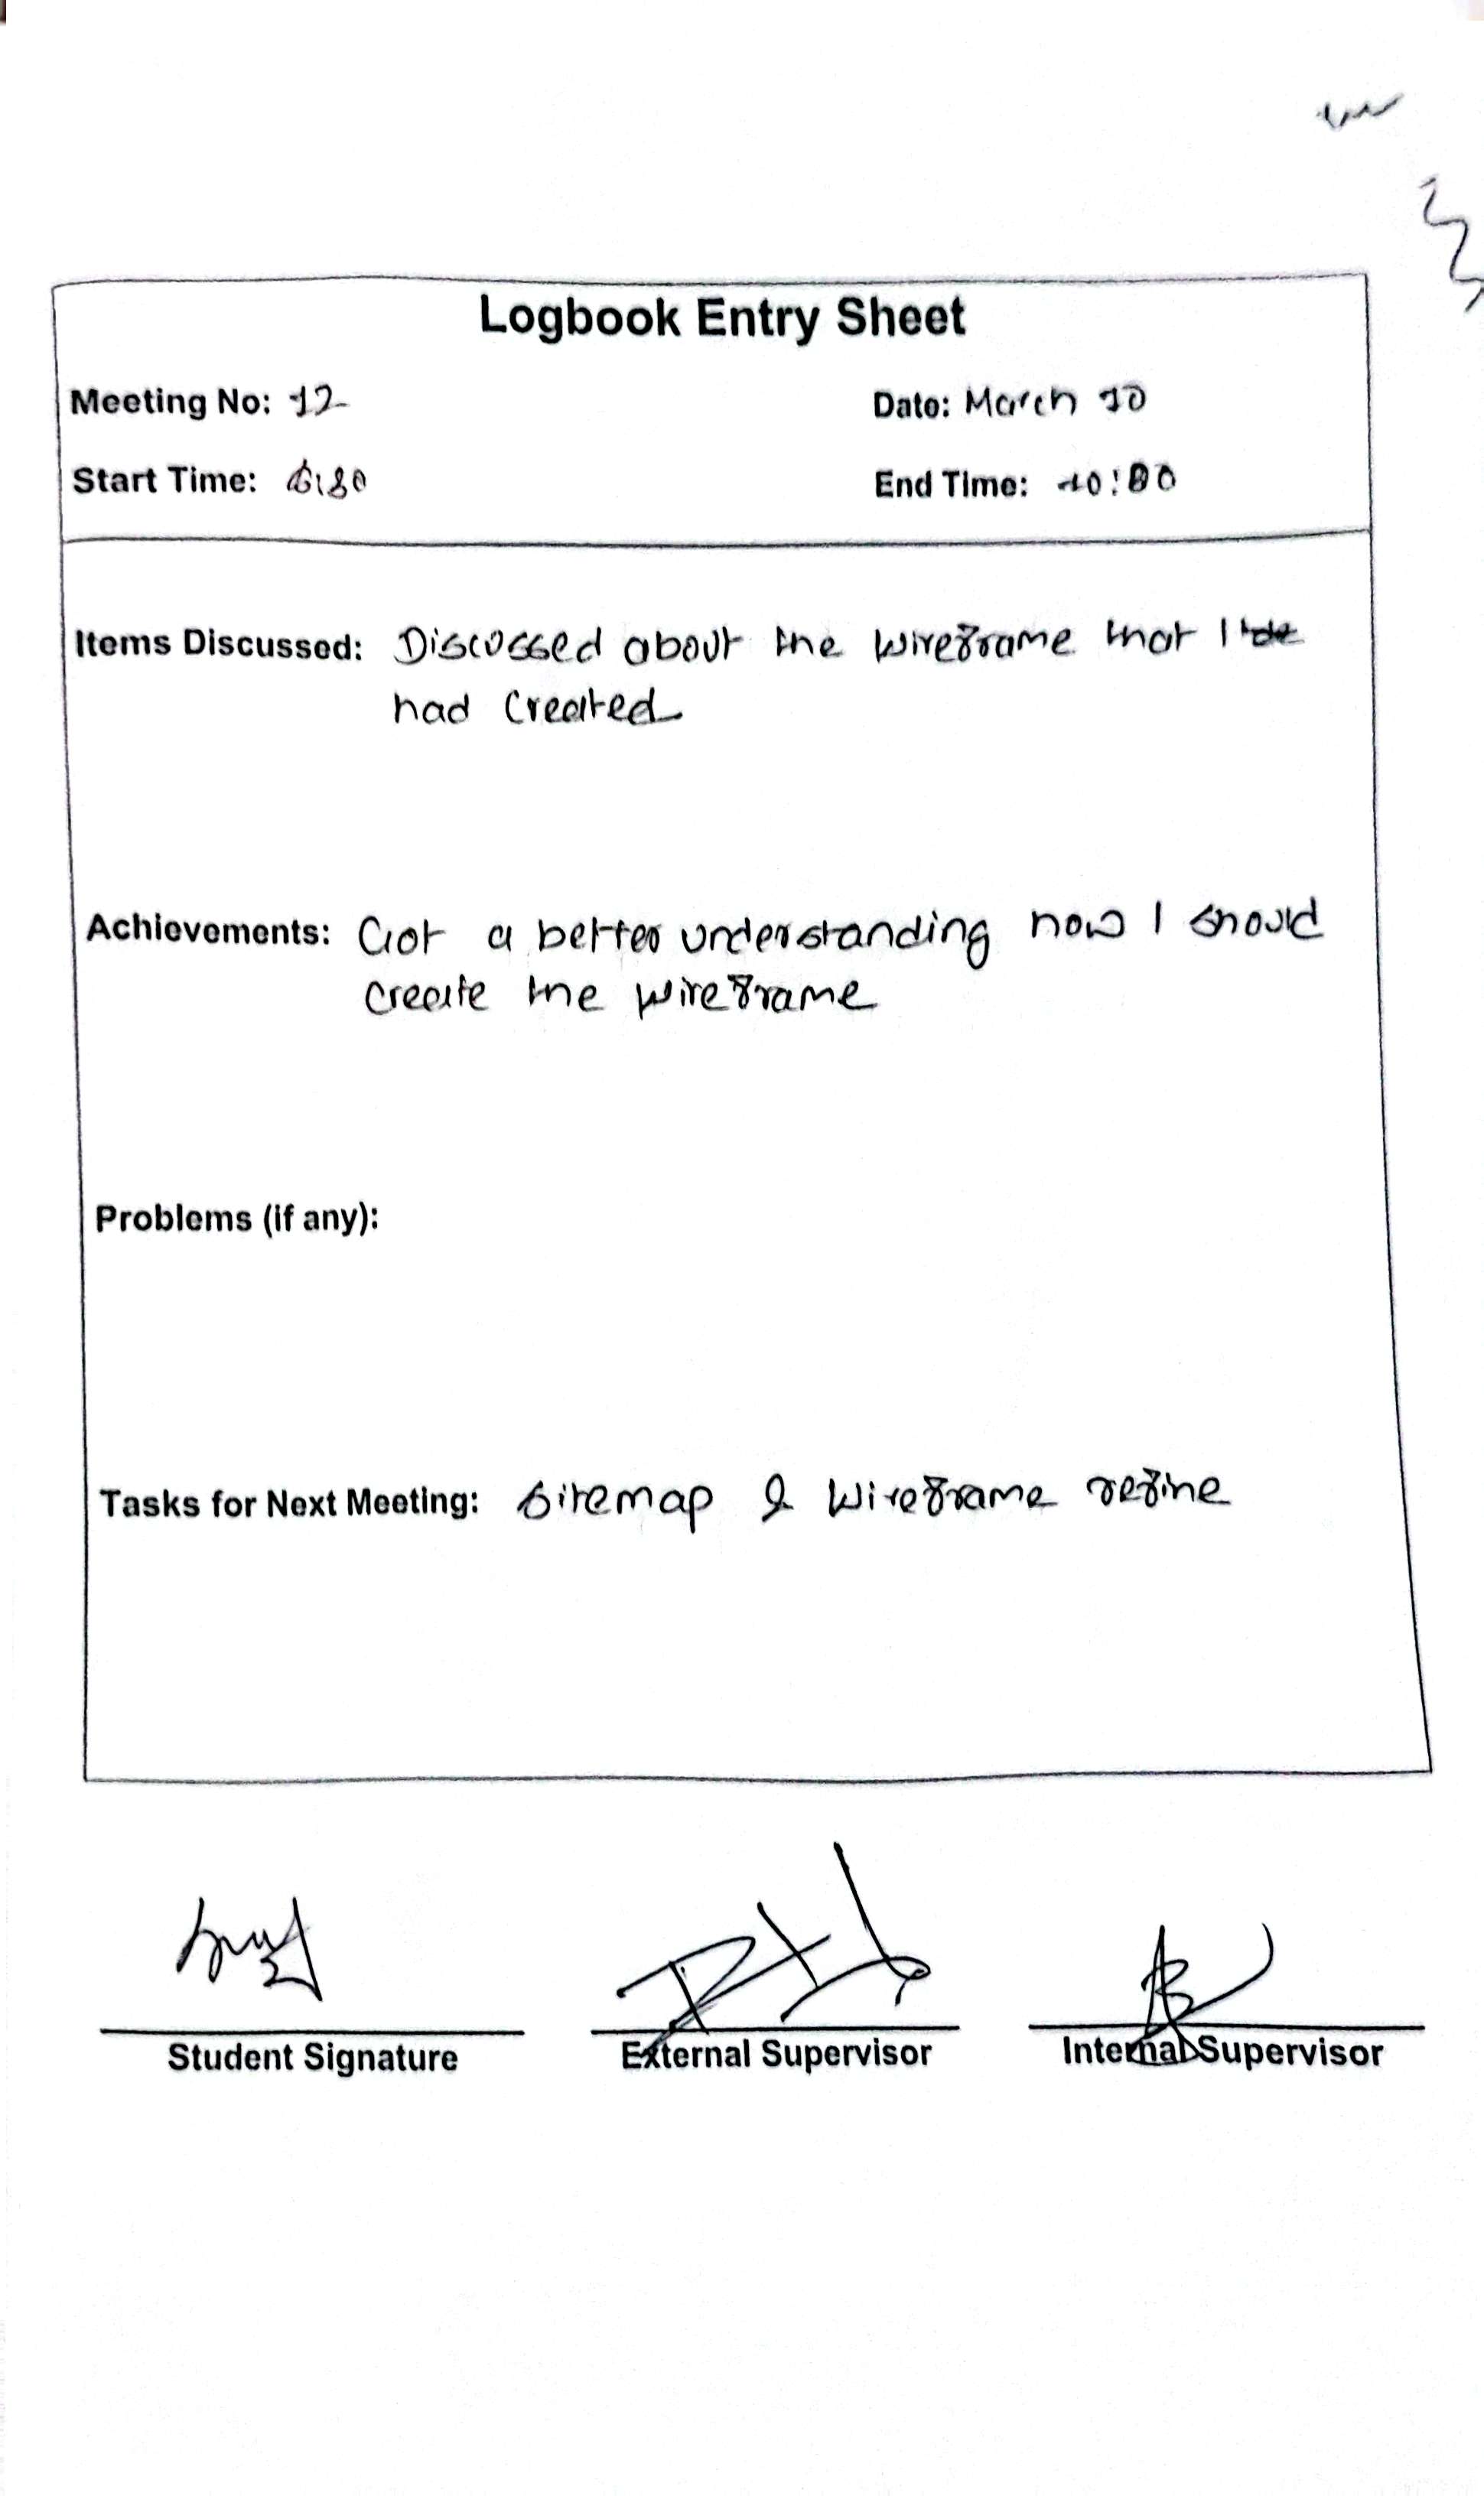 Logbook Entry Sheet
Meeting No: 12 Date: March 10
Start Time: End Time: 10:00
Items Discussed: Discussed about the wireframe that I
had created
Achievements: Got a better understanding how I should
create the wireframe
Problems (if any):
Tasks for Next Meeting: Sitemap & Wireframe refine
Student Signature External Supervisor Internal Supervisor